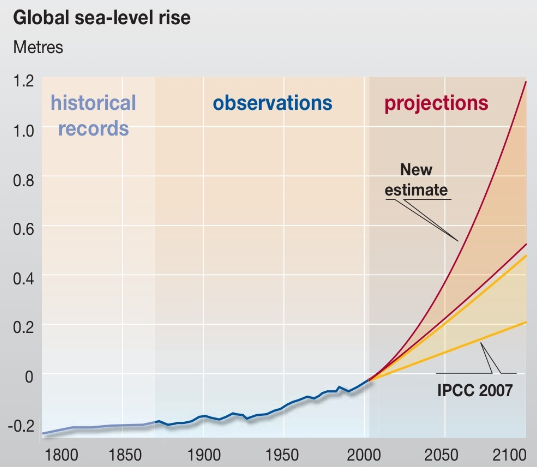 Global sea-level rise
Metres
1.2
1.0
0.8
0.6
0.4
0.2
0
-0.2
historical
records
observations
projections
New
estimate
IPCC 2007
1800 1850 1900 1950 2000 2050 2100